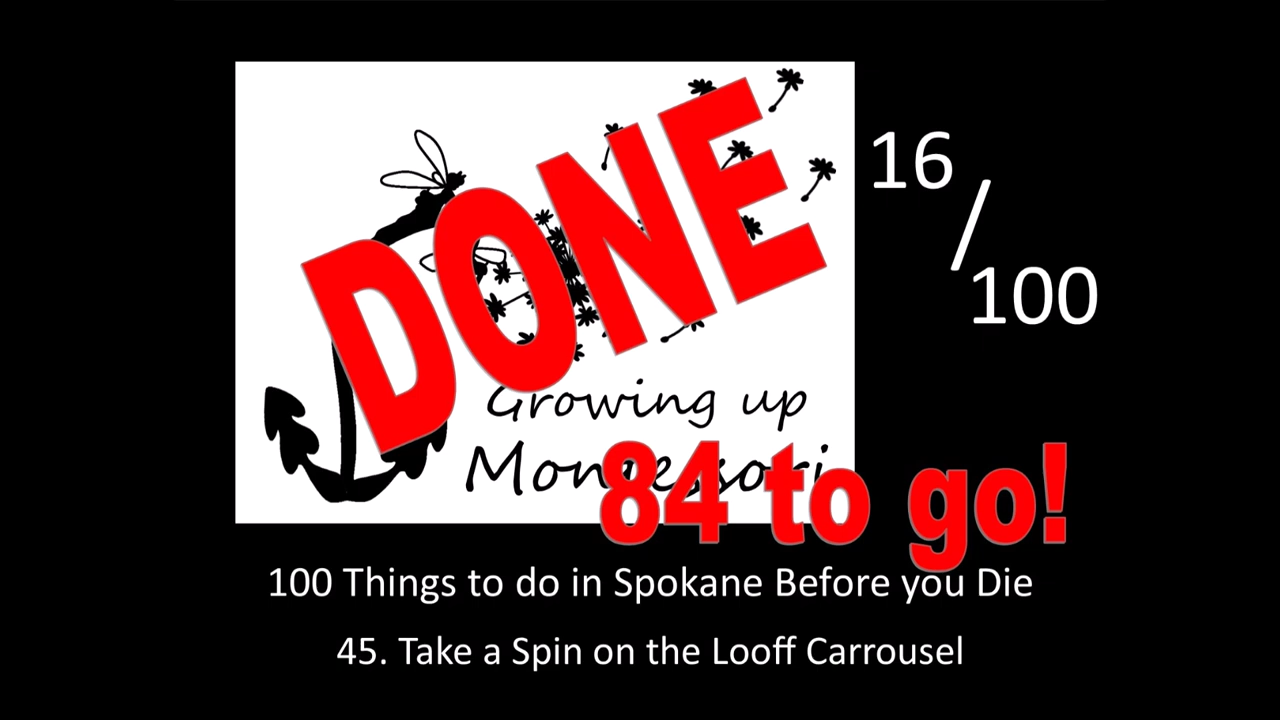 DONE
16
/
100
Growing up
Montessori
84 to go!
100 Things to do in Spokane Before you Die
45. Take a Spin on the Looff Carrousel